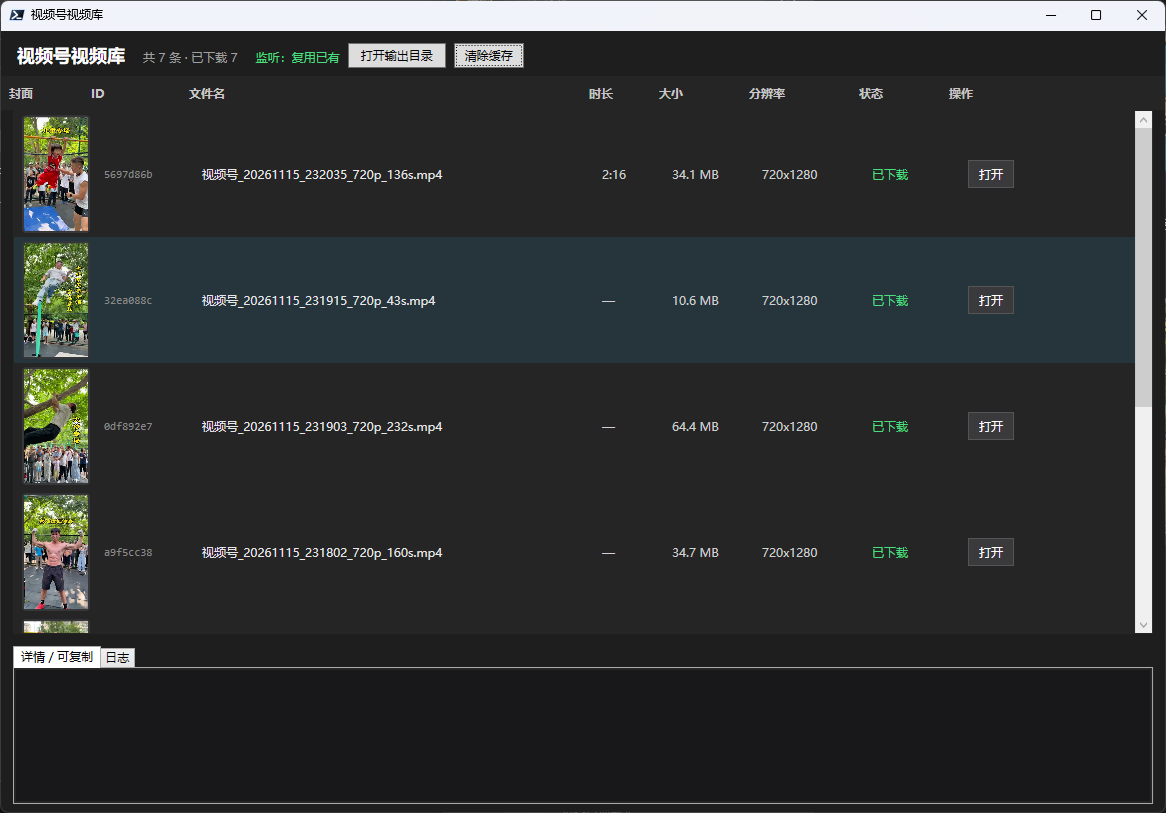 视频号视频库
视频号视频库 共 7 条 · 已下载 7 监听：复用已有 打开输出目录 清除缓存
封面 ID 文件名 时长 大小 分辨率 状态 操作
5697d86b 视频号_20261115_232035_720p_136s.mp4 2:16 34.1 MB 720x1280 已下载 打开
32ea088c 视频号_20261115_231915_720p_43s.mp4 — 10.6 MB 720x1280 已下载 打开
0df892e7 视频号_20261115_231903_720p_232s.mp4 — 64.4 MB 720x1280 已下载 打开
a9f5cc38 视频号_20261115_231802_720p_160s.mp4 — 34.7 MB 720x1280 已下载 打开
详情 / 可复制 日志